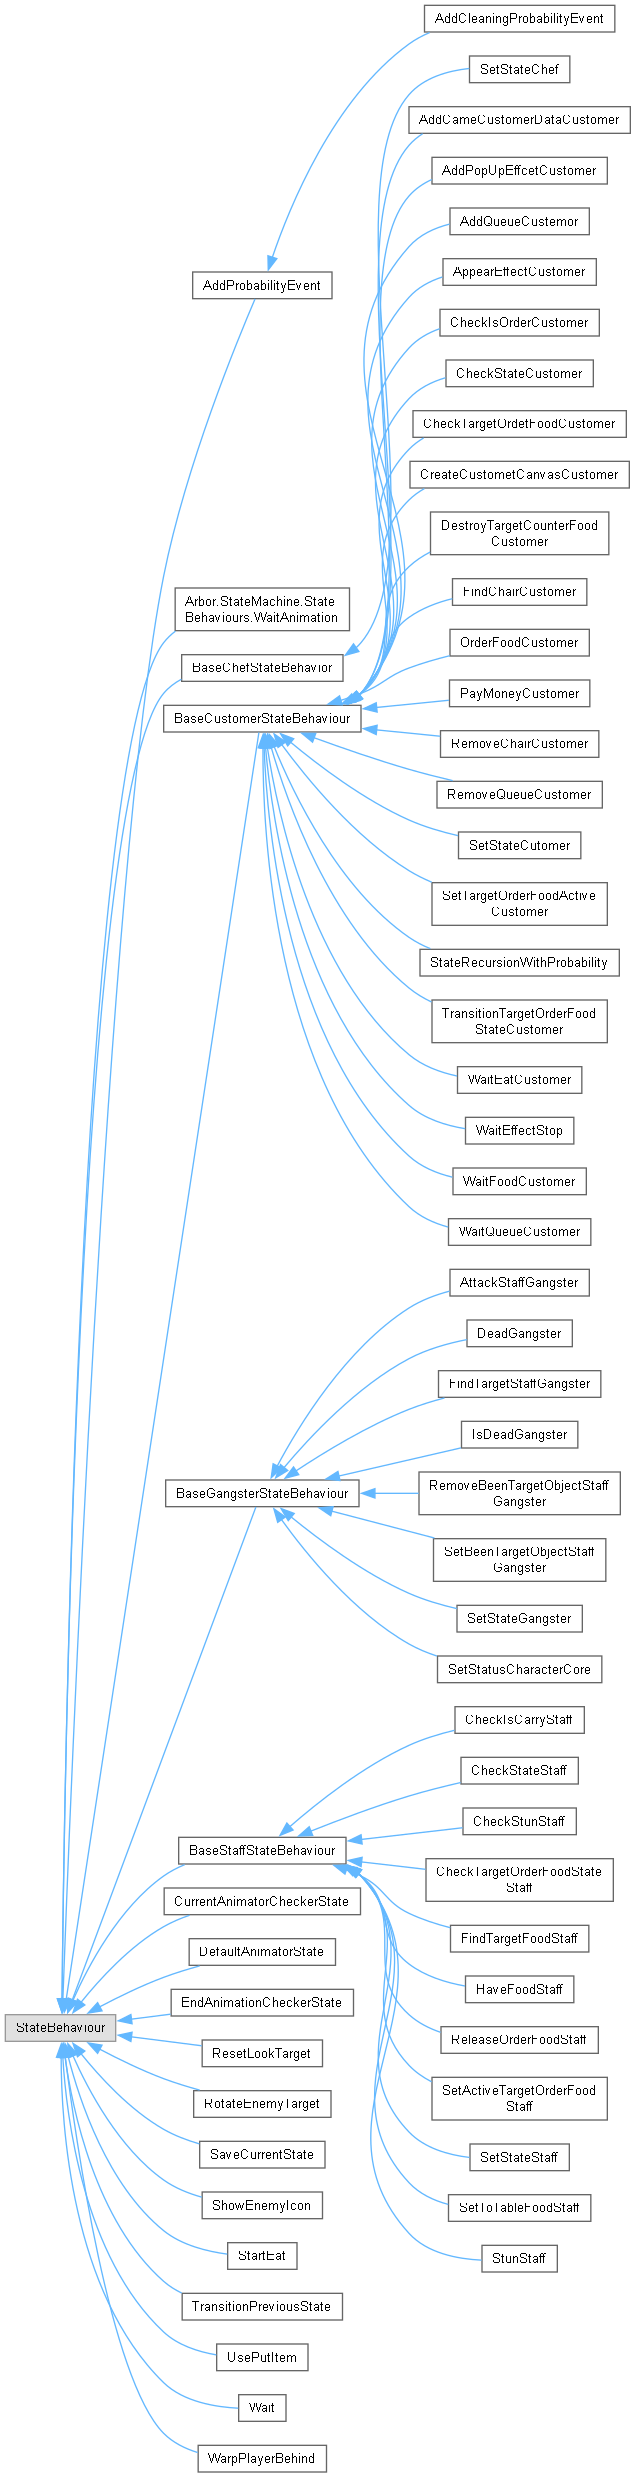 AddCleaningProbabilityEvent
SetStateChef
AddCameCustomerDataCustomer
AddPopUpEffcetCustomer
AddQueueCustemor
AddProbabilityEvent
AppearEffectCustomer
CheckIsOrderCustomer
CheckStateCustomer
CheckTargetOrdetFoodCustomer
CreateCustometCanvasCustomer
DestroyTargetCounterFood
Customer
Arbor.StateMachine.State
Behaviours.WaitAnimation
FindChairCustomer
OrderFoodCustomer
BaseChefStateBehavior
PayMoneyCustomer
BaseCustomerStateBehaviour
RemoveChairCustomer
RemoveQueueCustomer
SetStateCutomer
SetTargetOrderFoodActive
Customer
StateRecursionWithProbability
TransitionTargetOrderFood
StateCustomer
WaitEatCustomer
WaitEffectStop
WaitFoodCustomer
WaitQueueCustomer
AttackStaffGangster
DeadGangster
FindTargetStaffGangster
IsDeadGangster
BaseGangsterStateBehaviour
RemoveBeenTargetObjectStaff
Gangster
SetBeenTargetObjectStaff
Gangster
SetStateGangster
SetStatusCharacterCore
CheckIsCarryStaff
CheckStateStaff
CheckStunStaff
BaseStaffStateBehaviour
CheckTargetOrderFoodState
Staff
CurrentAnimatorCheckerState
FindTargetFoodStaff
DefaultAnimatorState
HaveFoodStaff
EndAnimationCheckerState
StateBehaviour
ReleaseOrderFoodStaff
ResetLookTarget
SetActiveTargetOrderFood
Staff
RotateEnemyTarget
SaveCurrentState
SetStateStaff
ShowEnemyIcon
SetToTableFoodStaff
StartEat
StunStaff
TransitionPreviousState
UsePutItem
Wait
WarpPlayerBehind